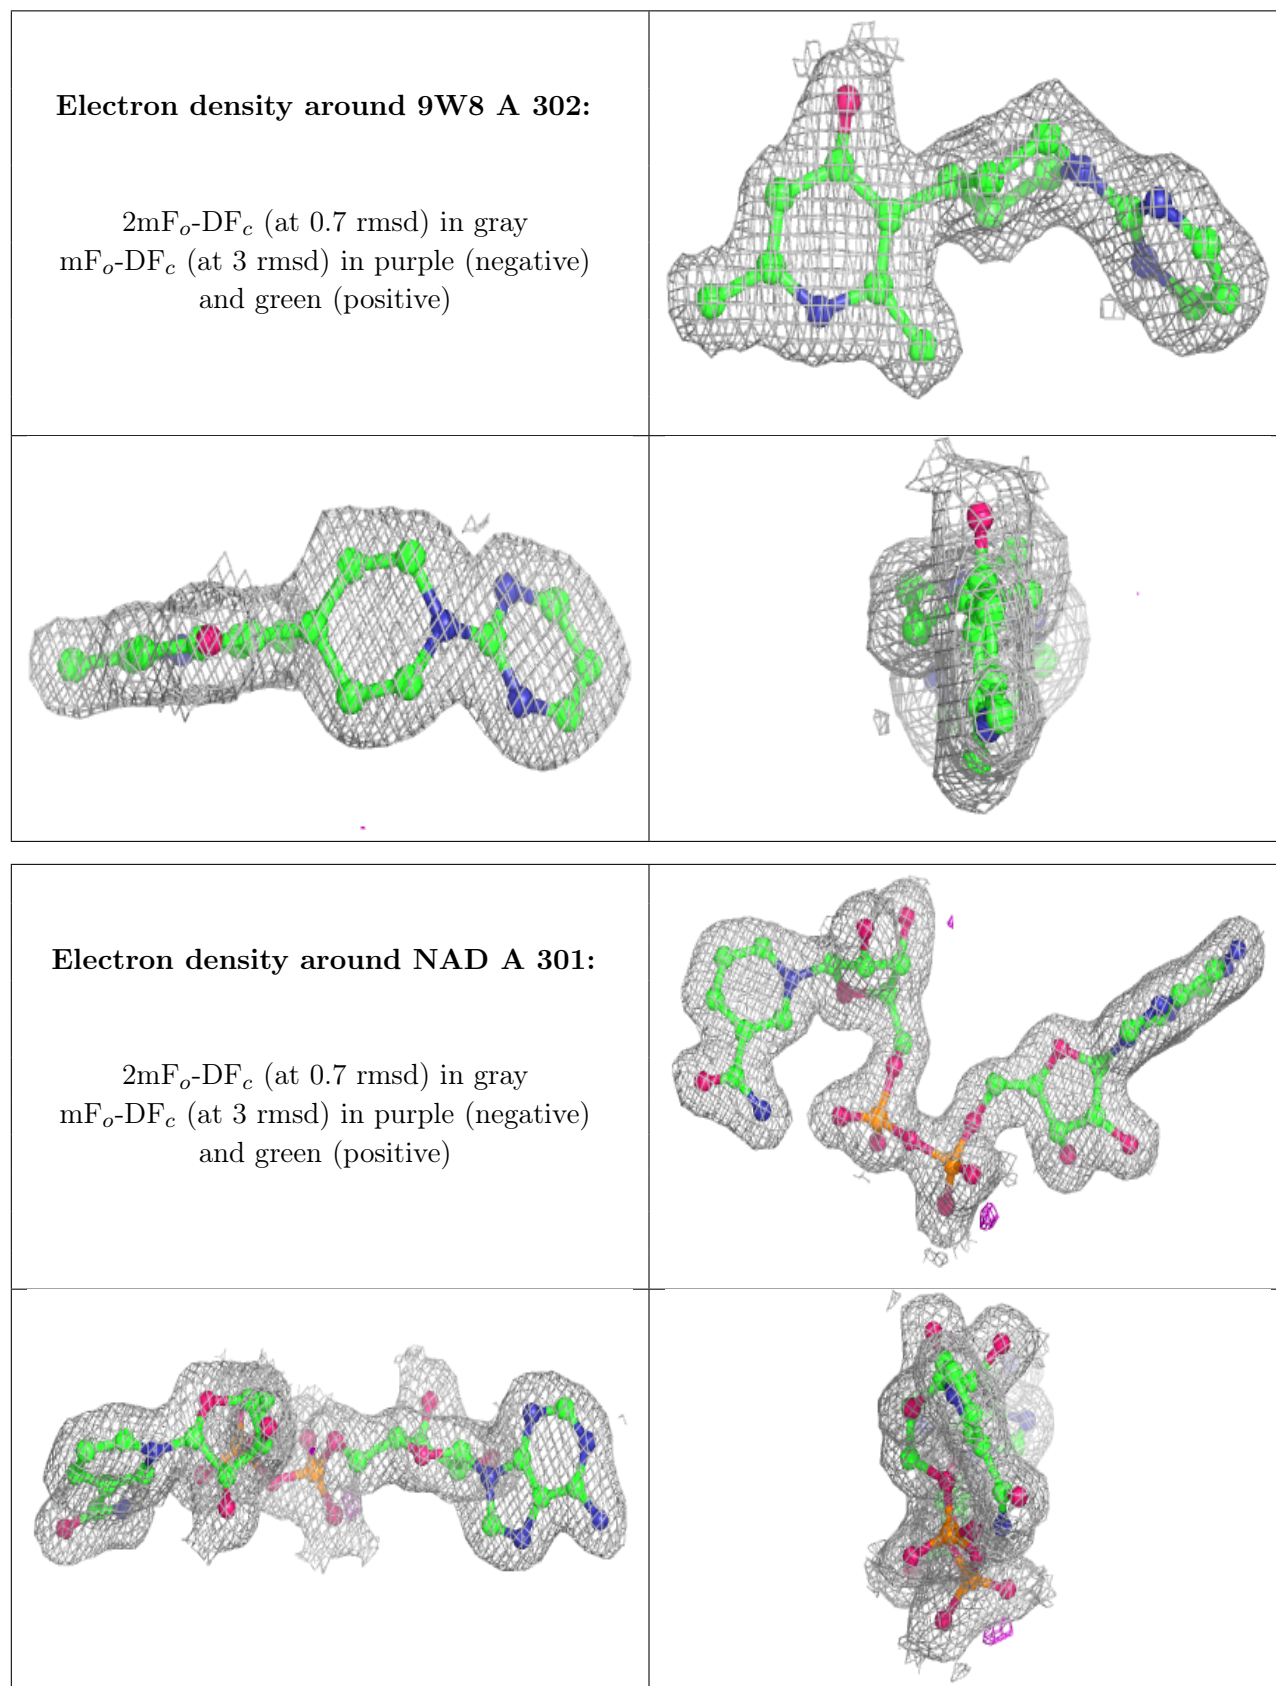 Electron density around 9W8 A 302:
2mFo-DFc (at 0.7 rmsd) in gray
mFo-DFc (at 3 rmsd) in purple (negative)
and green (positive)
Electron density around NAD A 301:
2mFo-DFc (at 0.7 rmsd) in gray
mFo-DFc (at 3 rmsd) in purple (negative)
and green (positive)